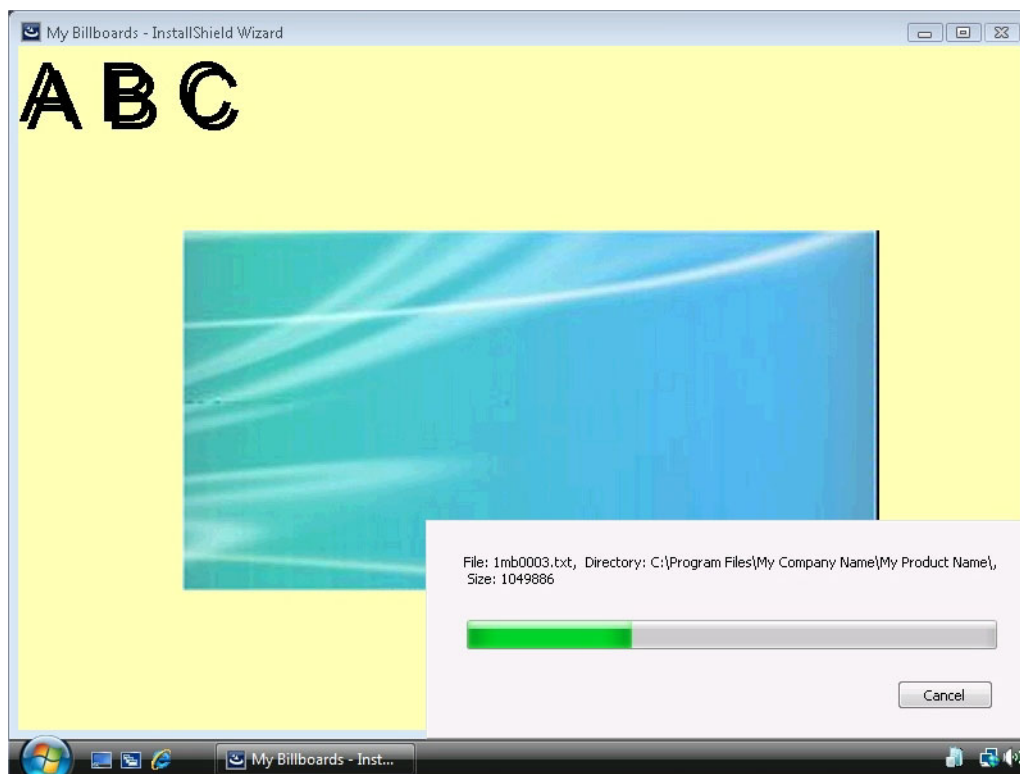 My Billboards - InstallShield Wizard
A B C
File: 1mb0003.txt, Directory: C:\Program Files\My Company Name\My Product Name\,
Size: 1049886
Cancel
My Billboards - Inst...